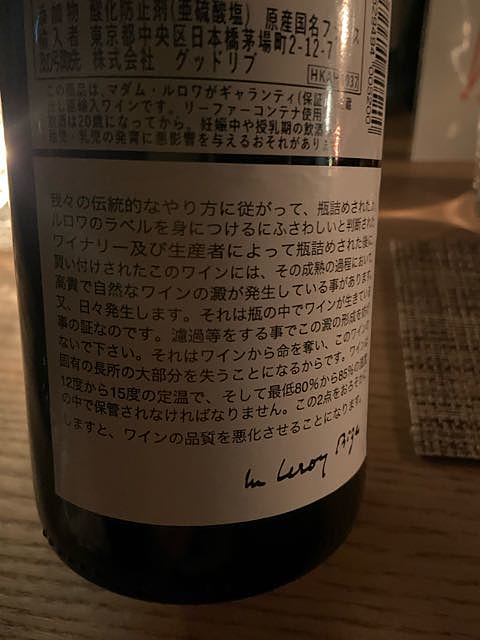 添加物 酸化防止剤(亜硫酸塩) 原産国名フランス
輸入者 東京都中央区日本橋茅場町2-12-7
株式会社 グッドリブ
HKAH0037
この商品は、マダム・ルロワがギャランティ(保証
正規輸入ワインです。リーファーコンテナ使用
飲酒は20歳になってから。妊娠中や授乳期の飲酒
胎児・乳児の発育に悪影響を与えるおそれがあり
我々の伝統的なやり方に従がって、瓶詰めされた
ルロワのラベルを身につけるにふさわしいと判断された
ワイナリー及び生産者によって瓶詰めされた後に
買い付けされたこのワインには、その成熟の過程において
高貴で自然なワインの澱が発生している事があります。
又、日々発生します。それは瓶の中でワインが生きている
事の証なのです。濾過等をする事でこの澱の形成を
ないで下さい。それはワインから命を奪い、このワインの
固有の長所の大部分を失うことになるからです。ワインは
12度から15度の定温で、そして最低80%から85%の湿度
の中で保管されなければなりません。この2点をおろそかに
しますと、ワインの品質を悪化させることになります。
Leroy